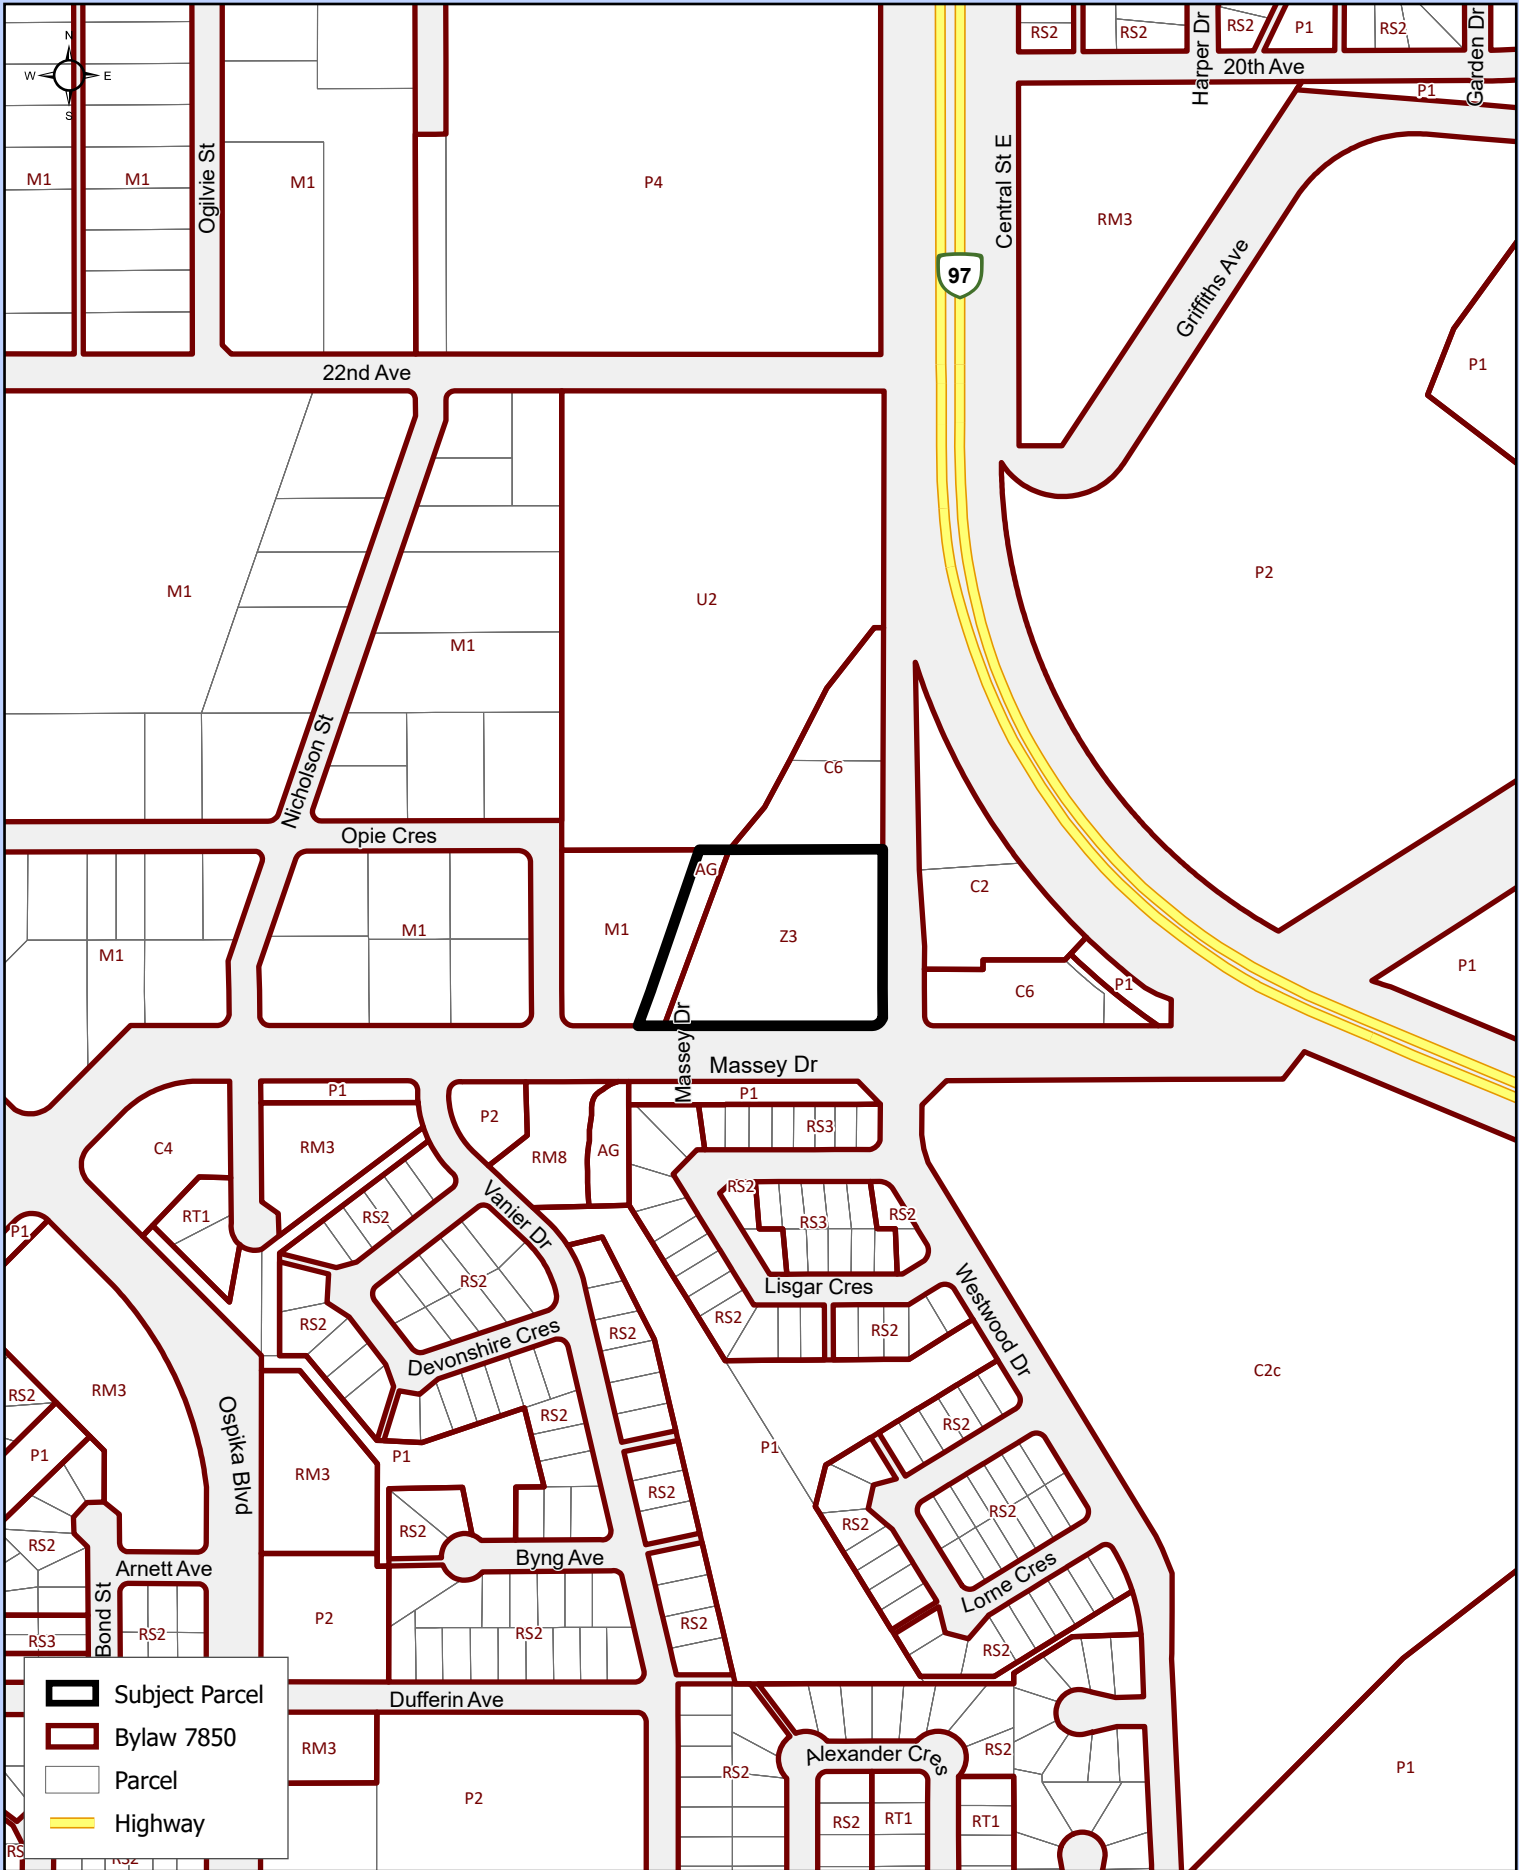 RS2
RS2
Harper Dr
RS2
P1
RS2
Garden Dr
20th Ave
N
W
E
S
P1
M1
M1
Ogilvie St
M1
P4
Central St E
RM3
Griffiths Ave
97
P1
22nd Ave
M1
M1
U2
P2
Nicholson St
C6
Opie Cres
AG
C2
M1
M1
M1
Z3
P1
C6
P1
Massey Dr
Massey Dr
P1
P1
P2
RS3
C4
RM3
RM8
AG
RS2
RT1
RS2
Vanier Dr
RS3
RS2
P1
RS2
Lisgar Cres
Westwood Dr
RS2
RS2
RS2
RS2
Devonshire Cres
C2c
RM3
RS2
Ospika Blvd
RS2
RS2
P1
P1
P1
RM3
RS2
RS2
RS2
RS2
RS2
Arnett Ave
Byng Ave
Lorne Cres
Bond St
P2
RS2
RS2
RS2
RS3
RS2
Dufferin Ave
Subject Parcel
Bylaw 7850
Parcel
Highway
RM3
RS2
Alexander Cres
RS2
P1
P2
RS2
RT1
RT1
RS
RS2